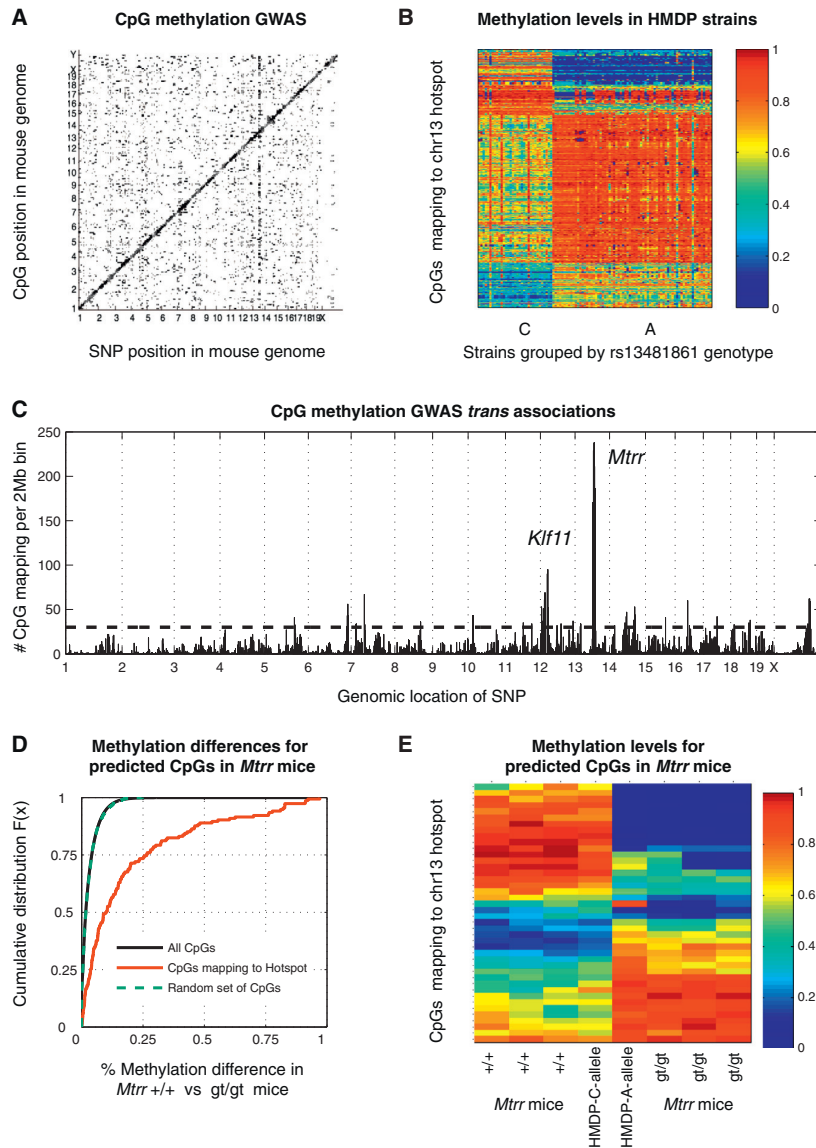 A CpG methylation GWAS
CpG position in mouse genome
Y
X
19
18
17
16
15
14
13
12
11
10
9
8
7
6
5
4
3
2
1
1 2 3 4 5 6 7 8 9 10 11 12 13 14 15 16 17 18 19 X
SNP position in mouse genome
B Methylation levels in HMDP strains
CpGs mapping to chr13 hotspot
C A
Strains grouped by rs13481861 genotype
1
0.8
0.6
0.4
0.2
0
C CpG methylation GWAS trans associations
# CpG mapping per 2Mb bin
250
200
150
100
50
0
Mtrr
Klf11
1 2 3 4 5 6 7 8 9 10 11 12 13 14 15 16 17 18 19 X
Genomic location of SNP
D Methylation differences for
predicted CpGs in Mtrr mice
Cumulative distribution F(x)
1
0.75
0.5
0.25
0
All CpGs
CpGs mapping to Hotspot
Random set of CpGs
0 0.25 0.5 0.75 1
% Methylation difference in
Mtrr +/+ vs gt/gt mice
E Methylation levels for
predicted CpGs in Mtrr mice
CpGs mapping to chr13 hotspot
+/+ +/+ +/+ HMDP-C-allele HMDP-A-allele gt/gt gt/gt gt/gt
Mtrr mice Mtrr mice
1
0.8
0.6
0.4
0.2
0